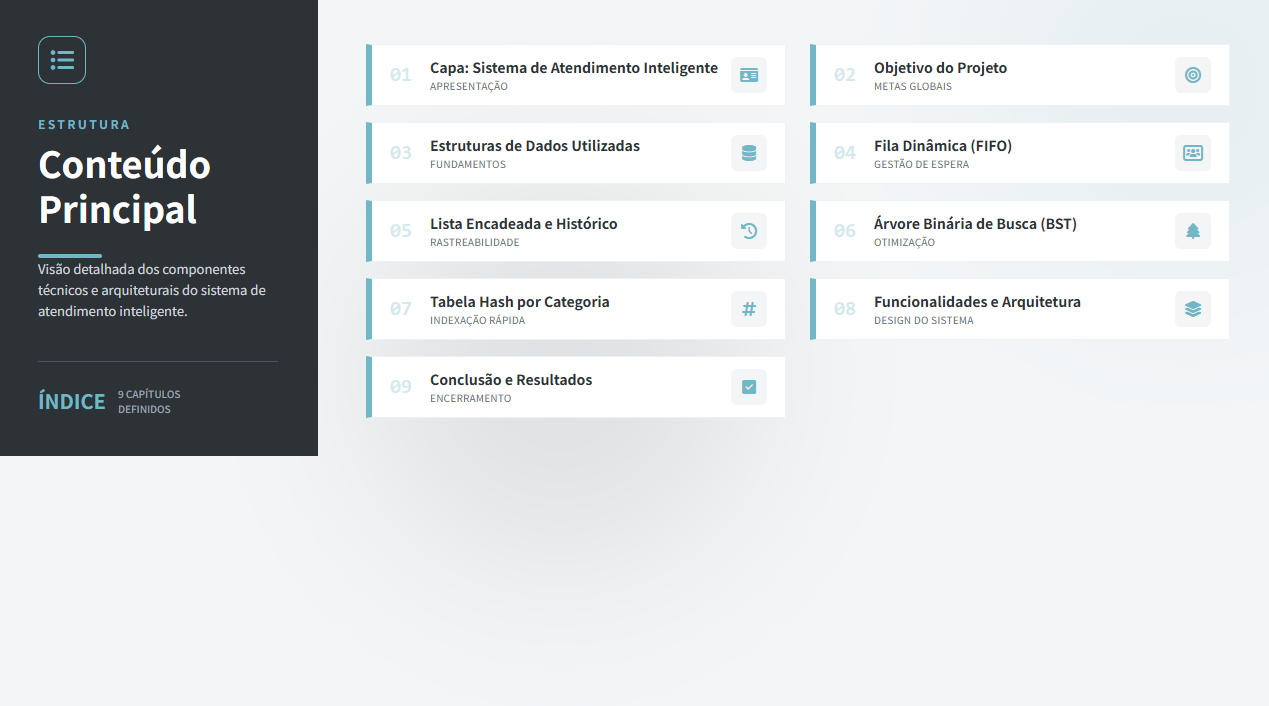 ESTRUTURA
Conteúdo
Principal
Visão detalhada dos componentes
técnicos e arquiteturais do sistema de
atendimento inteligente.
ÍNDICE
9 CAPÍTULOS
DEFINIDOS
01
Capa: Sistema de Atendimento Inteligente
APRESENTAÇÃO
02
Objetivo do Projeto
METAS GLOBAIS
03
Estruturas de Dados Utilizadas
FUNDAMENTOS
04
Fila Dinâmica (FIFO)
GESTÃO DE ESPERA
05
Lista Encadeada e Histórico
RASTREABILIDADE
06
Árvore Binária de Busca (BST)
OTIMIZAÇÃO
07
Tabela Hash por Categoria
INDEXAÇÃO RÁPIDA
08
Funcionalidades e Arquitetura
DESIGN DO SISTEMA
09
Conclusão e Resultados
ENCERRAMENTO